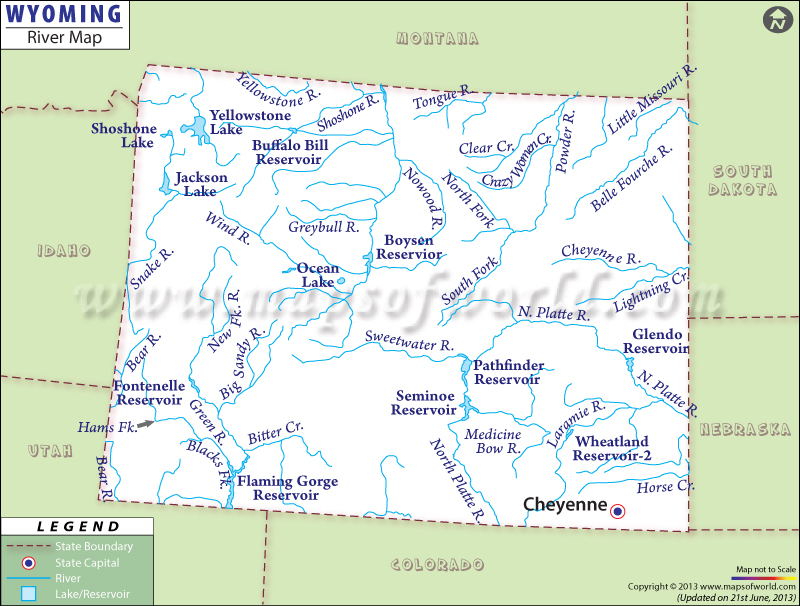 WYOMING
River Map
N
MONTANA
Yellowstone R.
Shoshone R.
Tongue R.
Little Missouri R.
Yellowstone
Lake
Shoshone
Lake
Buffalo Bill
Reservoir
Clear Cr.
Crazy Women Cr.
Powder R.
Belle Fourche R.
SOUTH
DAKOTA
Jackson
Lake
Nowood R.
North Fork
Wind R.
Greybull R.
Boysen
Reservior
IDAHO
Snake R.
Ocean
Lake
South Fork
Cheyenne R.
Lightning Cr.
www.mapsofworld.com
New Fk. R.
N. Platte R.
Glendo
Reservoir
Bear R.
Big Sandy R.
Sweetwater R.
Pathfinder
Reservoir
N. Platte R.
Fontenelle
Reservoir
Seminoe
Reservoir
Hams Fk.
Green R.
Bitter Cr.
Laramie R.
NEBRASKA
UTAH
Blacks Fk.
Medicine
Bow R.
Wheatland
Reservoir-2
Bear R.
Flaming Gorge
Reservoir
North Platte R.
Horse Cr.
Cheyenne
COLORADO
LEGEND
State Boundary
State Capital
River
Lake/Reservoir
Map not to Scale
Copyright © 2013 www.mapsofworld.com
(Updated on 21st June, 2013)